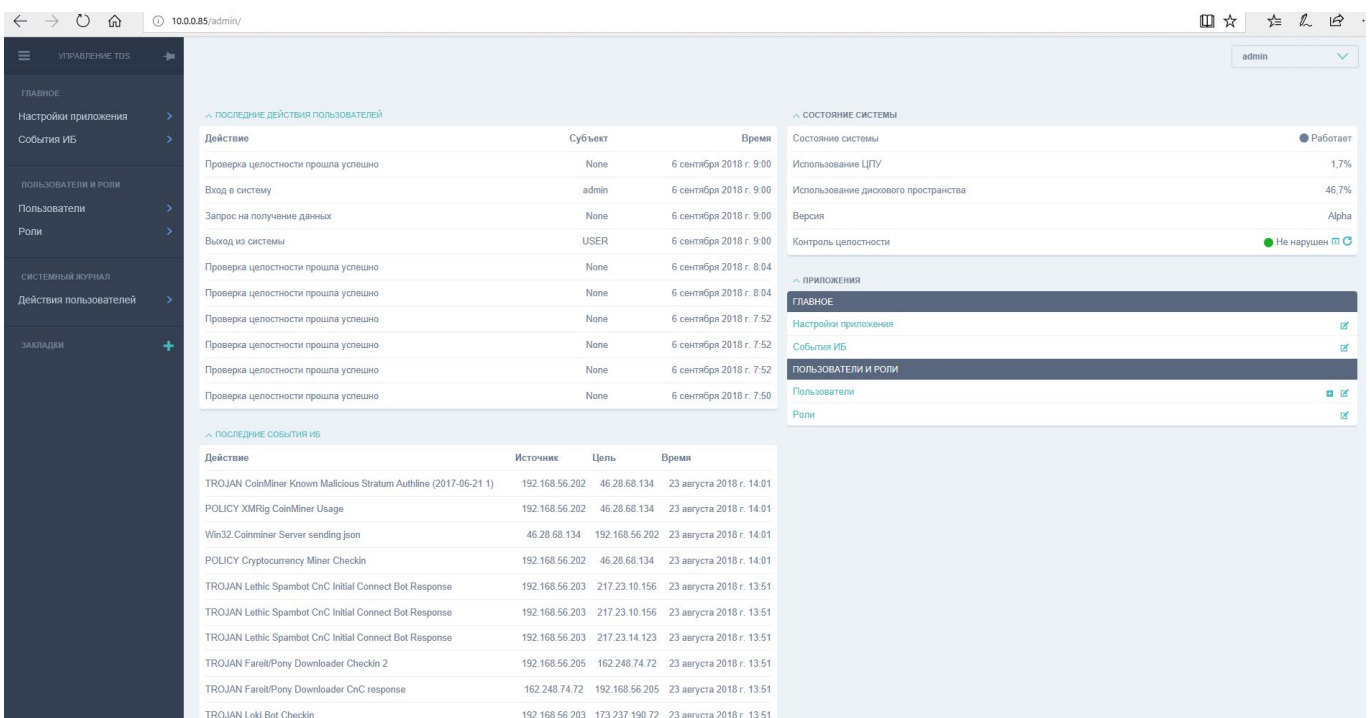 10.0.0.85/admin/
УПРАВЛЕНИЕ TDS.
admin
ГЛАВНОЕ
Настройки приложения
События ИБ
ПОЛЬЗОВАТЕЛИ И РОЛИ
Пользователи
Роли
СИСТЕМНЫЙ ЖУРНАЛ
Действия пользователей
ЗАКЛАДКИ
ПОСЛЕДНИЕ ДЕЙСТВИЯ ПОЛЬЗОВАТЕЛЕЙ
Действие Субъект Время
Проверка целостности прошла успешно None 6 сентября 2018 г. 9:00
Вход в систему admin 6 сентября 2018 г. 9:00
Запрос на получение данных None 6 сентября 2018 г. 9:00
Выход из системы USER 6 сентября 2018 г. 9:00
Проверка целостности прошла успешно None 6 сентября 2018 г. 8:04
Проверка целостности прошла успешно None 6 сентября 2018 г. 8:04
Проверка целостности прошла успешно None 6 сентября 2018 г. 7:52
Проверка целостности прошла успешно None 6 сентября 2018 г. 7:52
Проверка целостности прошла успешно None 6 сентября 2018 г. 7:52
Проверка целостности прошла успешно None 6 сентября 2018 г. 7:50
ПОСЛЕДНИЕ СОБЫТИЯ ИБ
Действие Источник Цель Время
TROJAN CoinMiner Known Malicious Stratum Authline (2017-06-21 1) 192.168.56.202 46.28.68.134 23 августа 2018 г. 14:01
POLICY XMRig CoinMiner Usage 192.168.56.202 46.28.68.134 23 августа 2018 г. 14:01
Win32.Coinminer Server sending json 46.28.68.134 192.168.56.202 23 августа 2018 г. 14:01
POLICY Cryptocurrency Miner Checkin 192.168.56.202 46.28.68.134 23 августа 2018 г. 14:01
TROJAN Lethic Spambot CnC Initial Connect Bot Response 192.168.56.203 217.23.10.156 23 августа 2018 г. 13:51
TROJAN Lethic Spambot CnC Initial Connect Bot Response 192.168.56.203 217.23.10.156 23 августа 2018 г. 13:51
TROJAN Lethic Spambot CnC Initial Connect Bot Response 192.168.56.203 217.23.14.123 23 августа 2018 г. 13:51
TROJAN Fareit/Pony Downloader Checkin 2 192.168.56.205 162.248.74.72 23 августа 2018 г. 13:51
TROJAN Fareit/Pony Downloader CnC response 162.248.74.72 192.168.56.205 23 августа 2018 г. 13:51
TROJAN Loki Bot Checkin 192.168.56.203 173.237.190.72 23 августа 2018 г. 13:51
СОСТОЯНИЕ СИСТЕМЫ
Состояние системы Работает
Использование ЦПУ 1,7%
Использование дискового пространства 46,7%
Версия Alpha
Контроль целостности Не нарушен
ПРИЛОЖЕНИЯ
ГЛАВНОЕ
Настройки приложения
События ИБ
ПОЛЬЗОВАТЕЛИ И РОЛИ
Пользователи
Роли